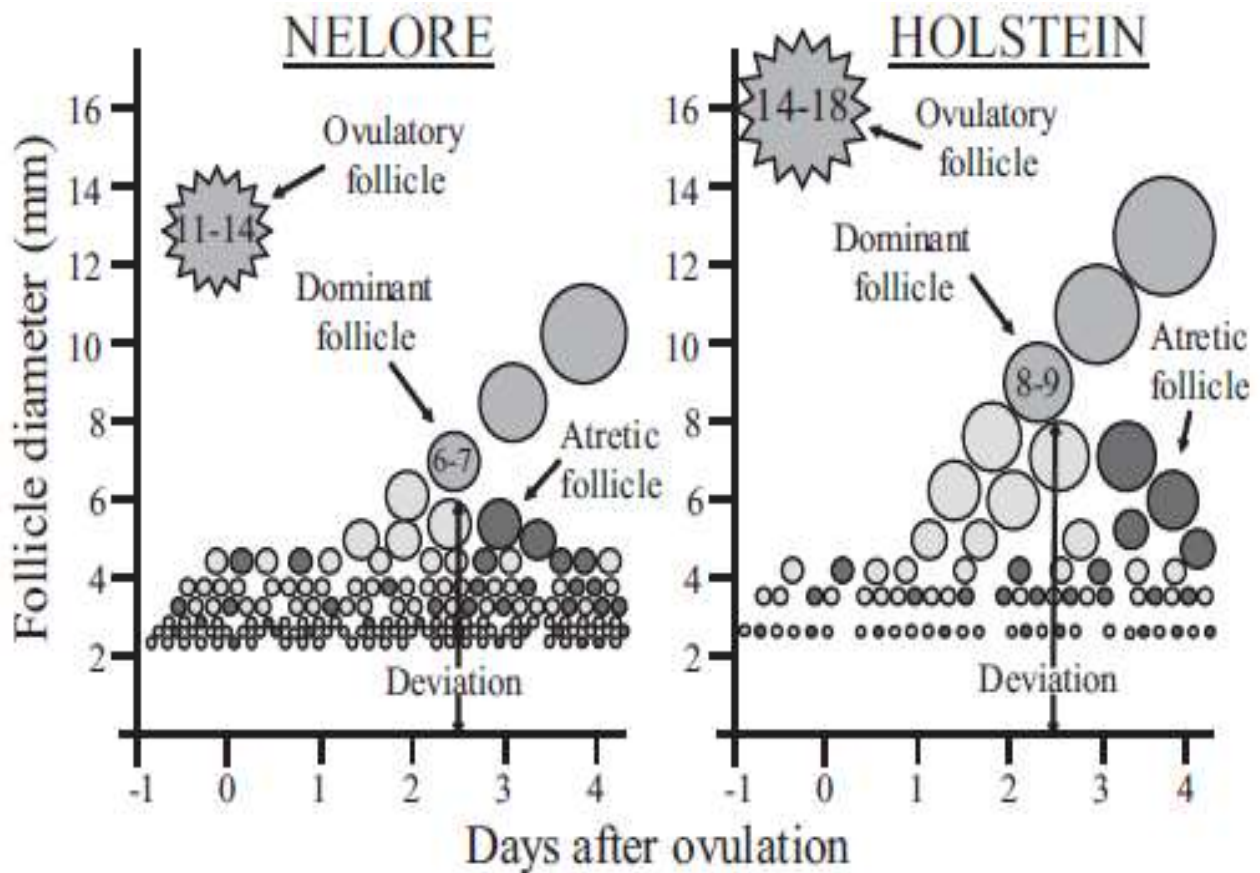 NELORE
Follicle diameter (mm)
16
14
12
10
8
6
4
2
Ovulatory
follicle
11-14
Dominant
follicle
6-7
Atretic
follicle
Deviation
-1 0 1 2 3 4
HOLSTEIN
16
14
12
10
8
6
4
2
14-18
Ovulatory
follicle
Dominant
follicle
8-9
Atretic
follicle
Deviation
-1 0 1 2 3 4
Days after ovulation